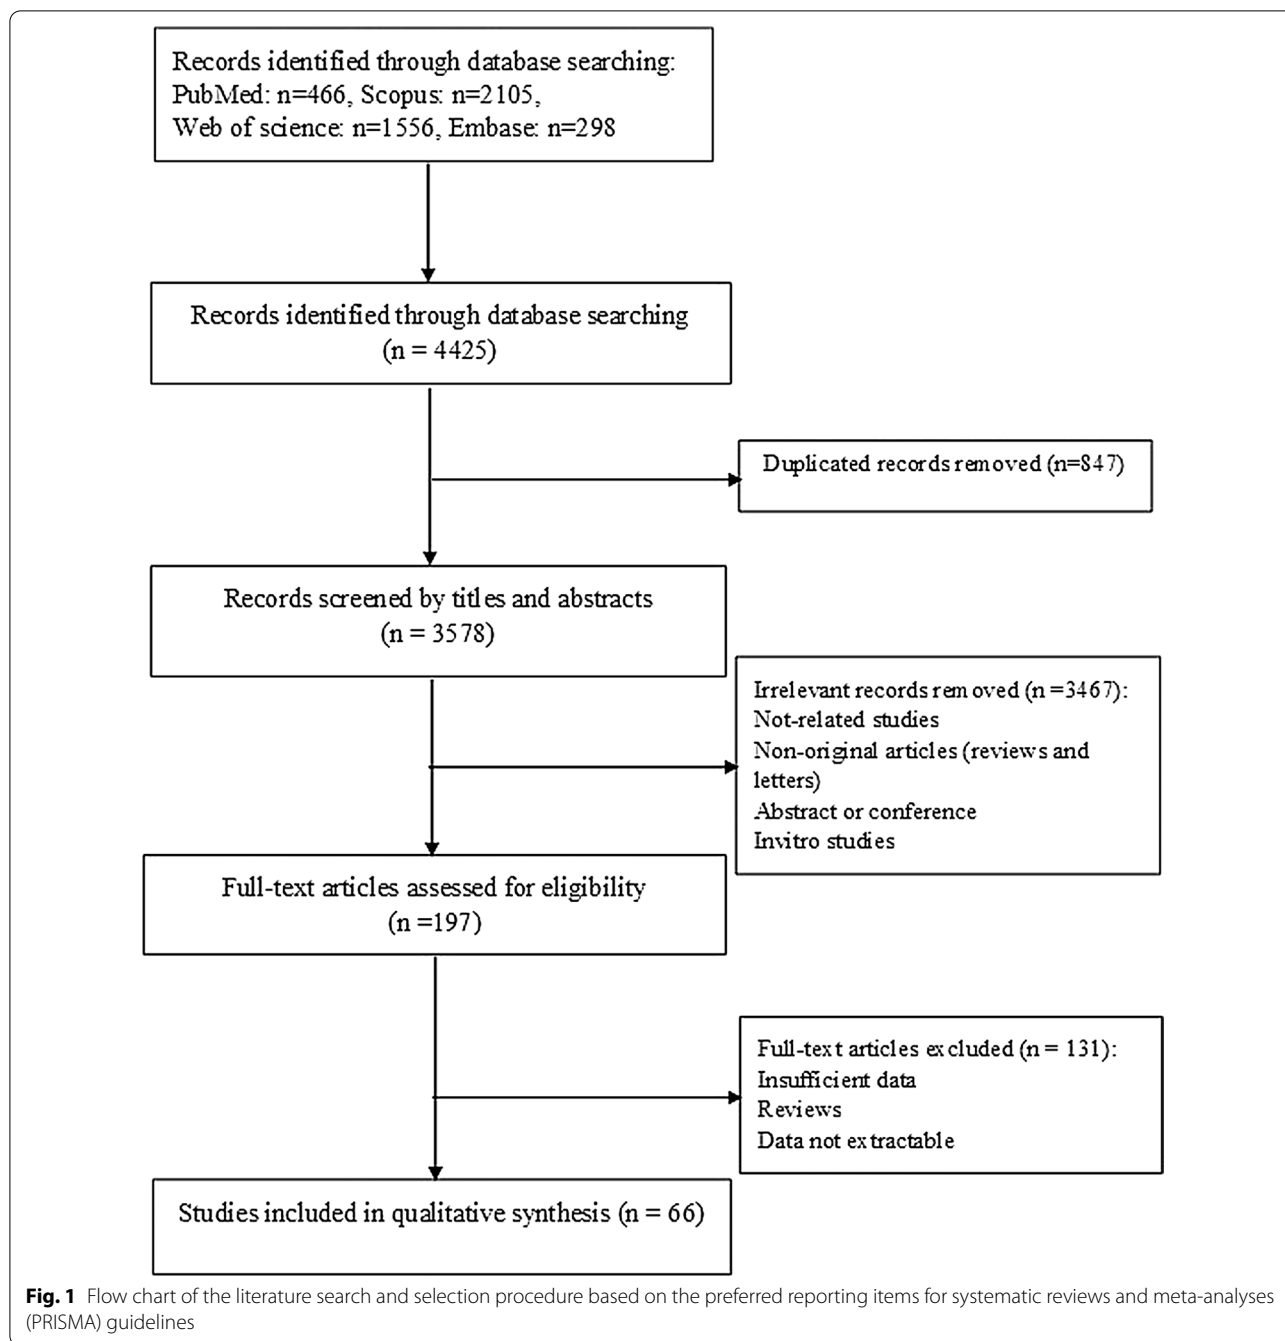 Records identified through database searching:
PubMed: n=466, Scopus: n=2105,
Web of science: n=1556, Embase: n=298
Records identified through database searching
(n = 4425)
Duplicated records removed (n=847)
Records screened by titles and abstracts
(n = 3578)
Irrelevant records removed (n =3467):
Not-related studies
Non-original articles (reviews and
letters)
Abstract or conference
Invitro studies
Full-text articles assessed for eligibility
(n =197)
Full-text articles excluded (n = 131):
Insufficient data
Reviews
Data not extractable
Studies included in qualitative synthesis (n = 66)
Fig. 1 Flow chart of the literature search and selection procedure based on the preferred reporting items for systematic reviews and meta-analyses
(PRISMA) guidelines